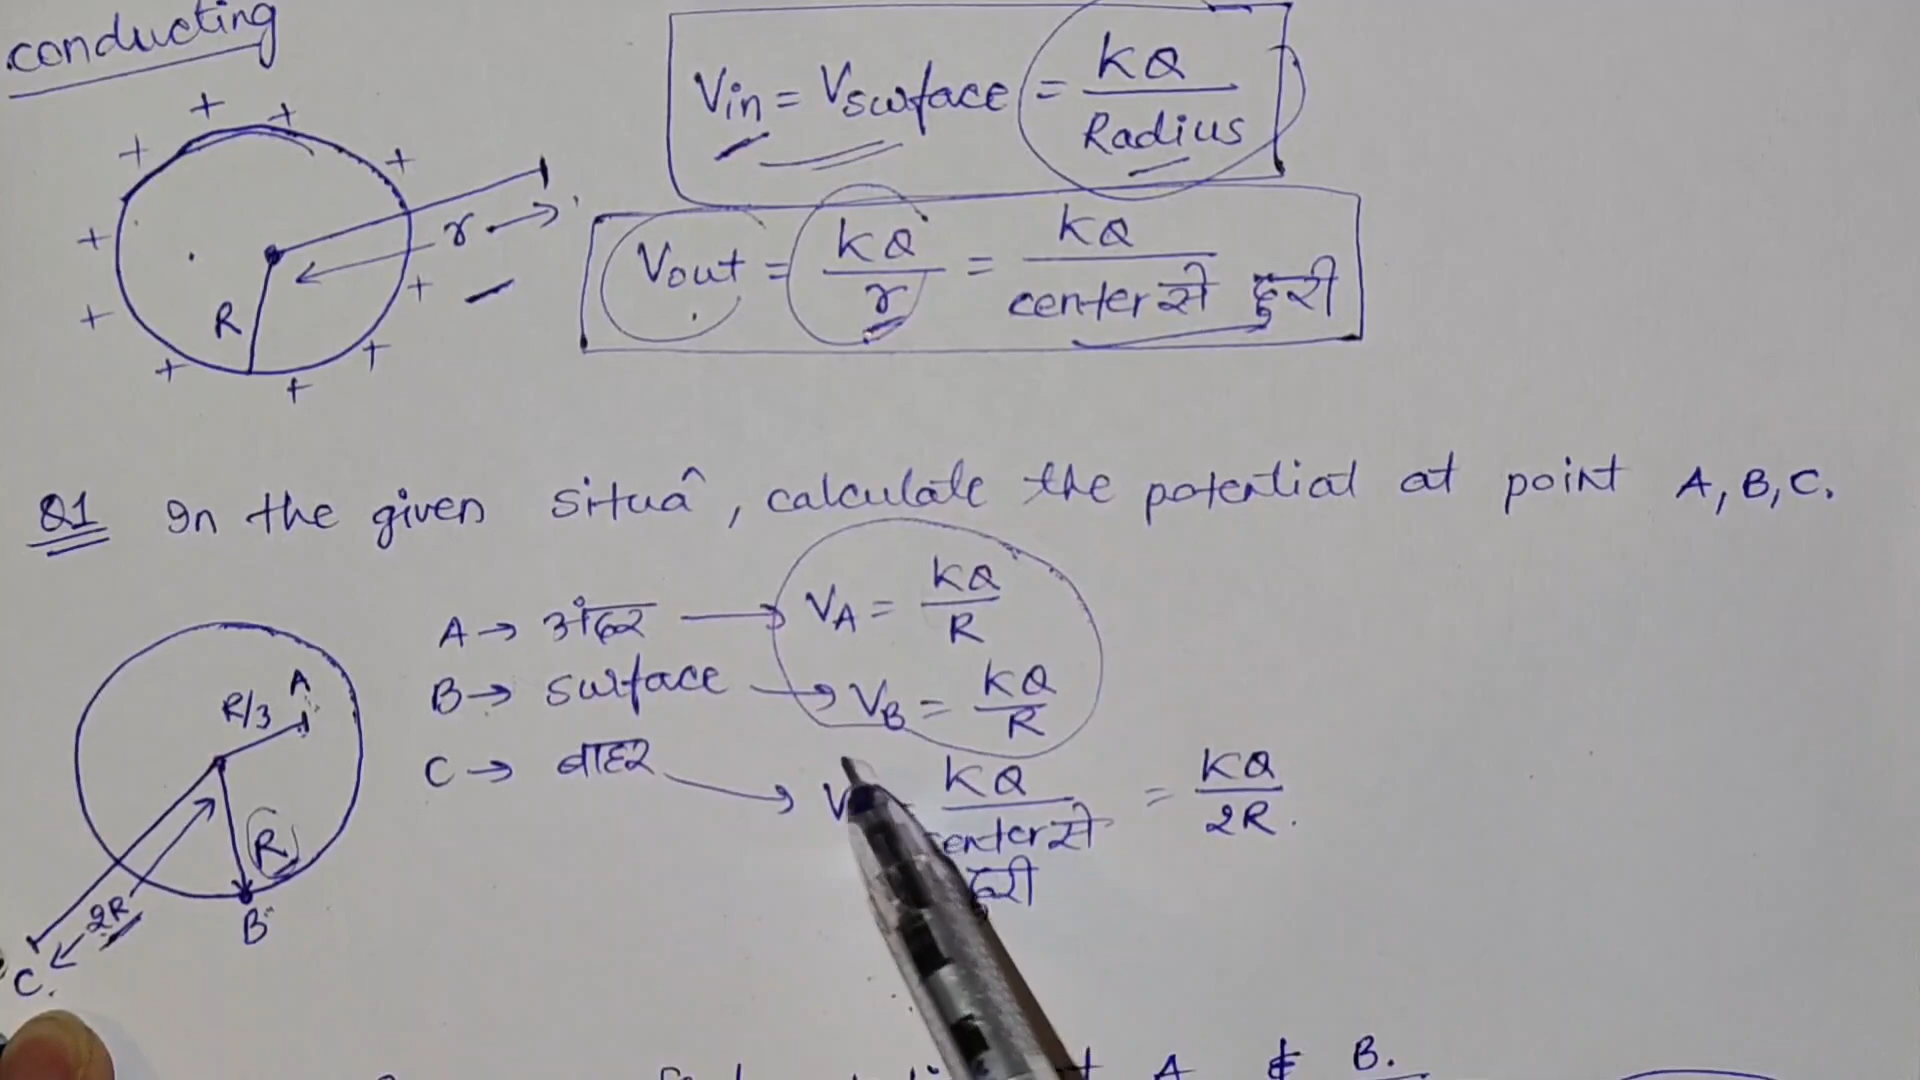 conducting
Vin = Vsurface = KQ / Radius
Vout = KQ / r = KQ / center से दूरी
r
R
Q1 In the given situâ, calculate the potential at point A, B, C.
A → अंदर → VA = KQ / R
B → surface → VB = KQ / R
C → बाहर → V KQ / center से दूरी = KQ / 2R.
R/3 A
R
2R
B
C.
A & B.